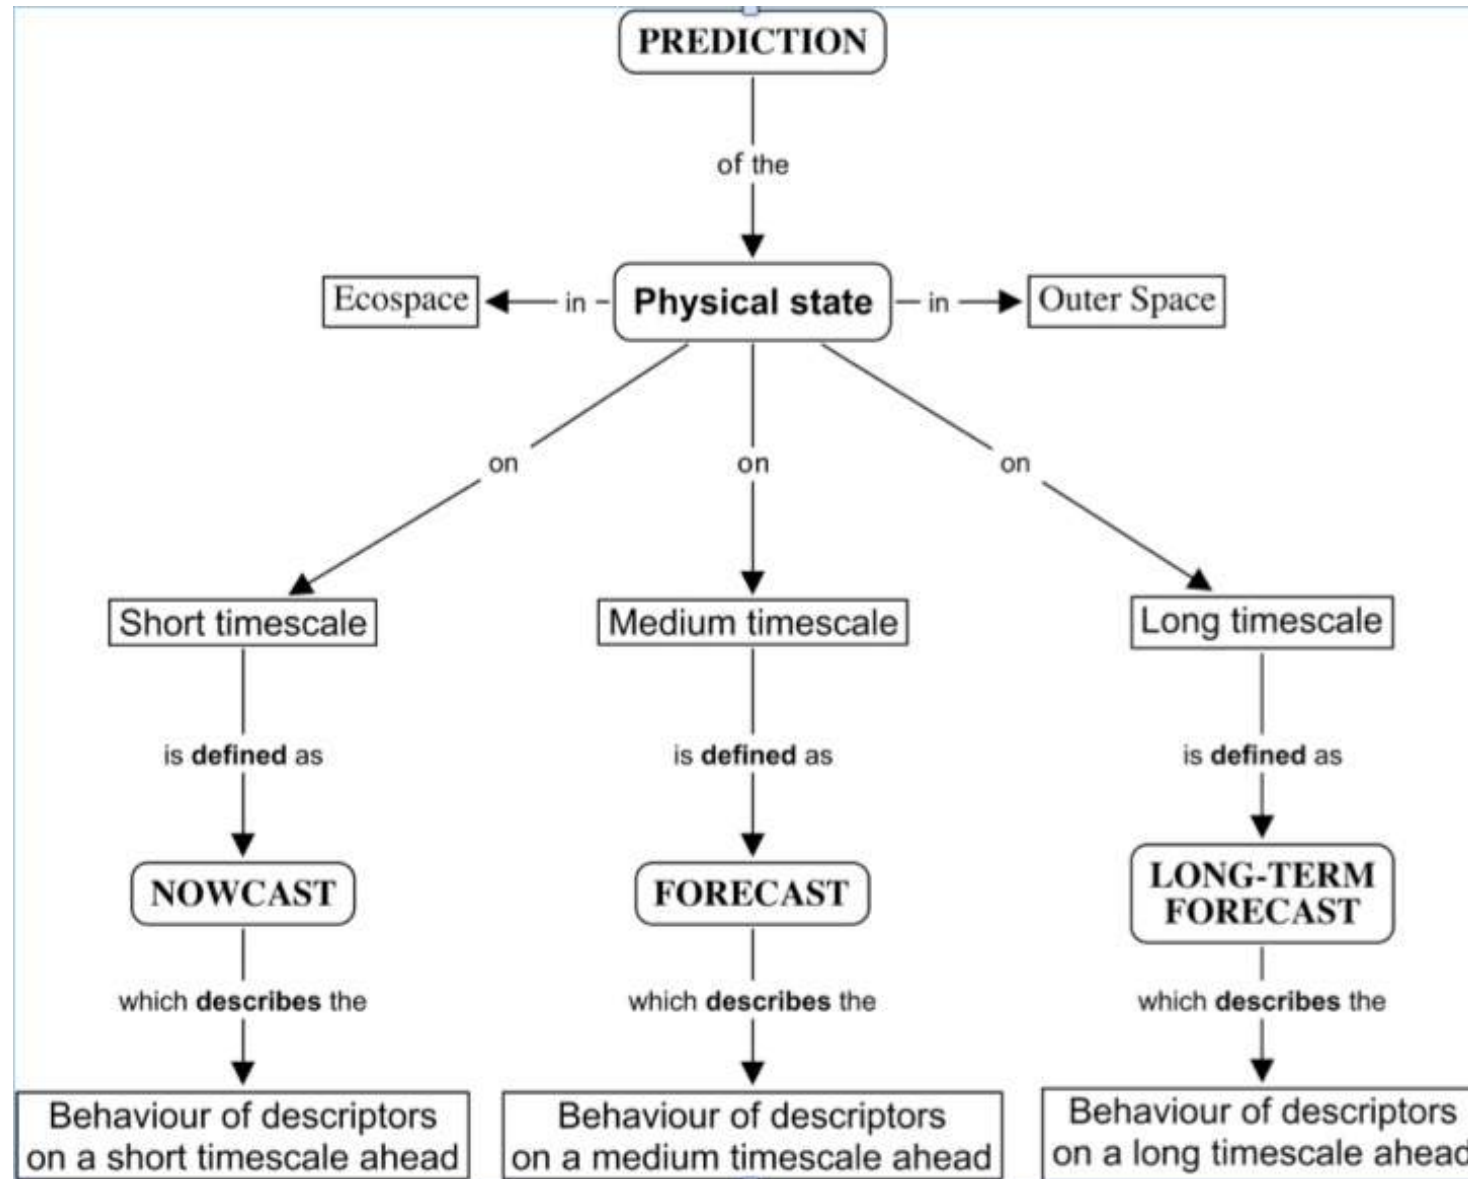 PREDICTION
of the
Ecospace
in
Physical state
in
Outer Space
on
on
on
Short timescale
Medium timescale
Long timescale
is defined as
is defined as
is defined as
NOWCAST
FORECAST
LONG-TERM
FORECAST
which describes the
which describes the
which describes the
Behaviour of descriptors
on a short timescale ahead
Behaviour of descriptors
on a medium timescale ahead
Behaviour of descriptors
on a long timescale ahead